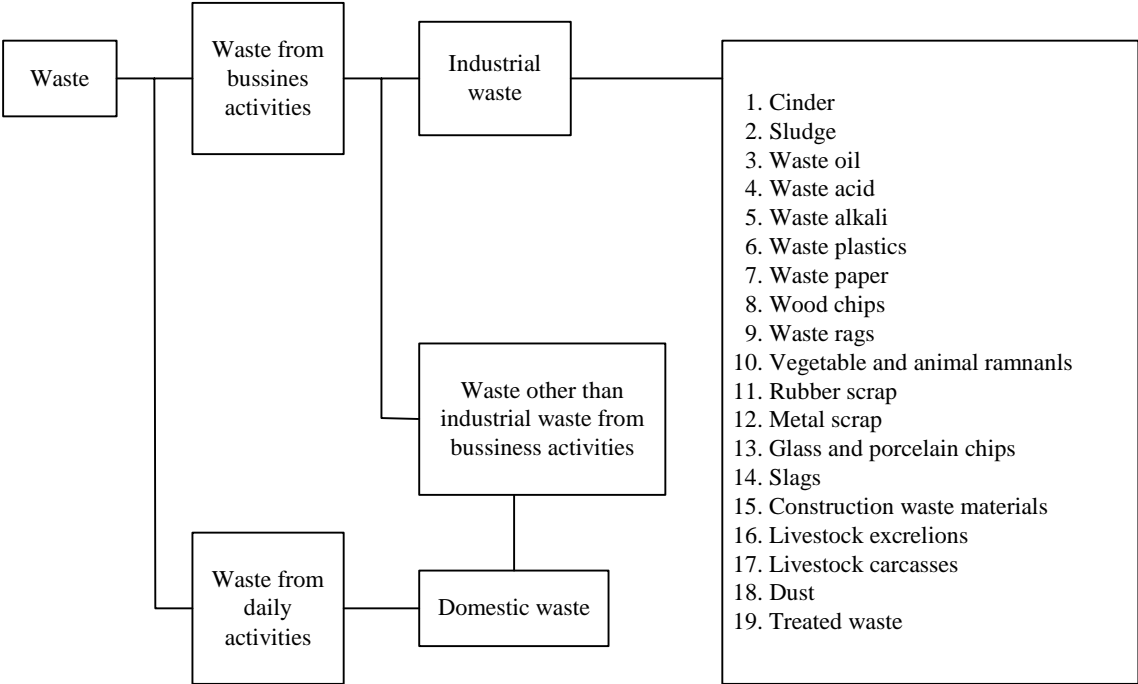 Waste
Waste from
bussines
activities
Industrial
waste
1. Cinder
2. Sludge
3. Waste oil
4. Waste acid
5. Waste alkali
6. Waste plastics
7. Waste paper
8. Wood chips
9. Waste rags
10. Vegetable and animal ramnanls
11. Rubber scrap
12. Metal scrap
13. Glass and porcelain chips
14. Slags
15. Construction waste materials
16. Livestock excrelions
17. Livestock carcasses
18. Dust
19. Treated waste
Waste other than
industrial waste from
bussiness activities
Waste from
daily
activities
Domestic waste